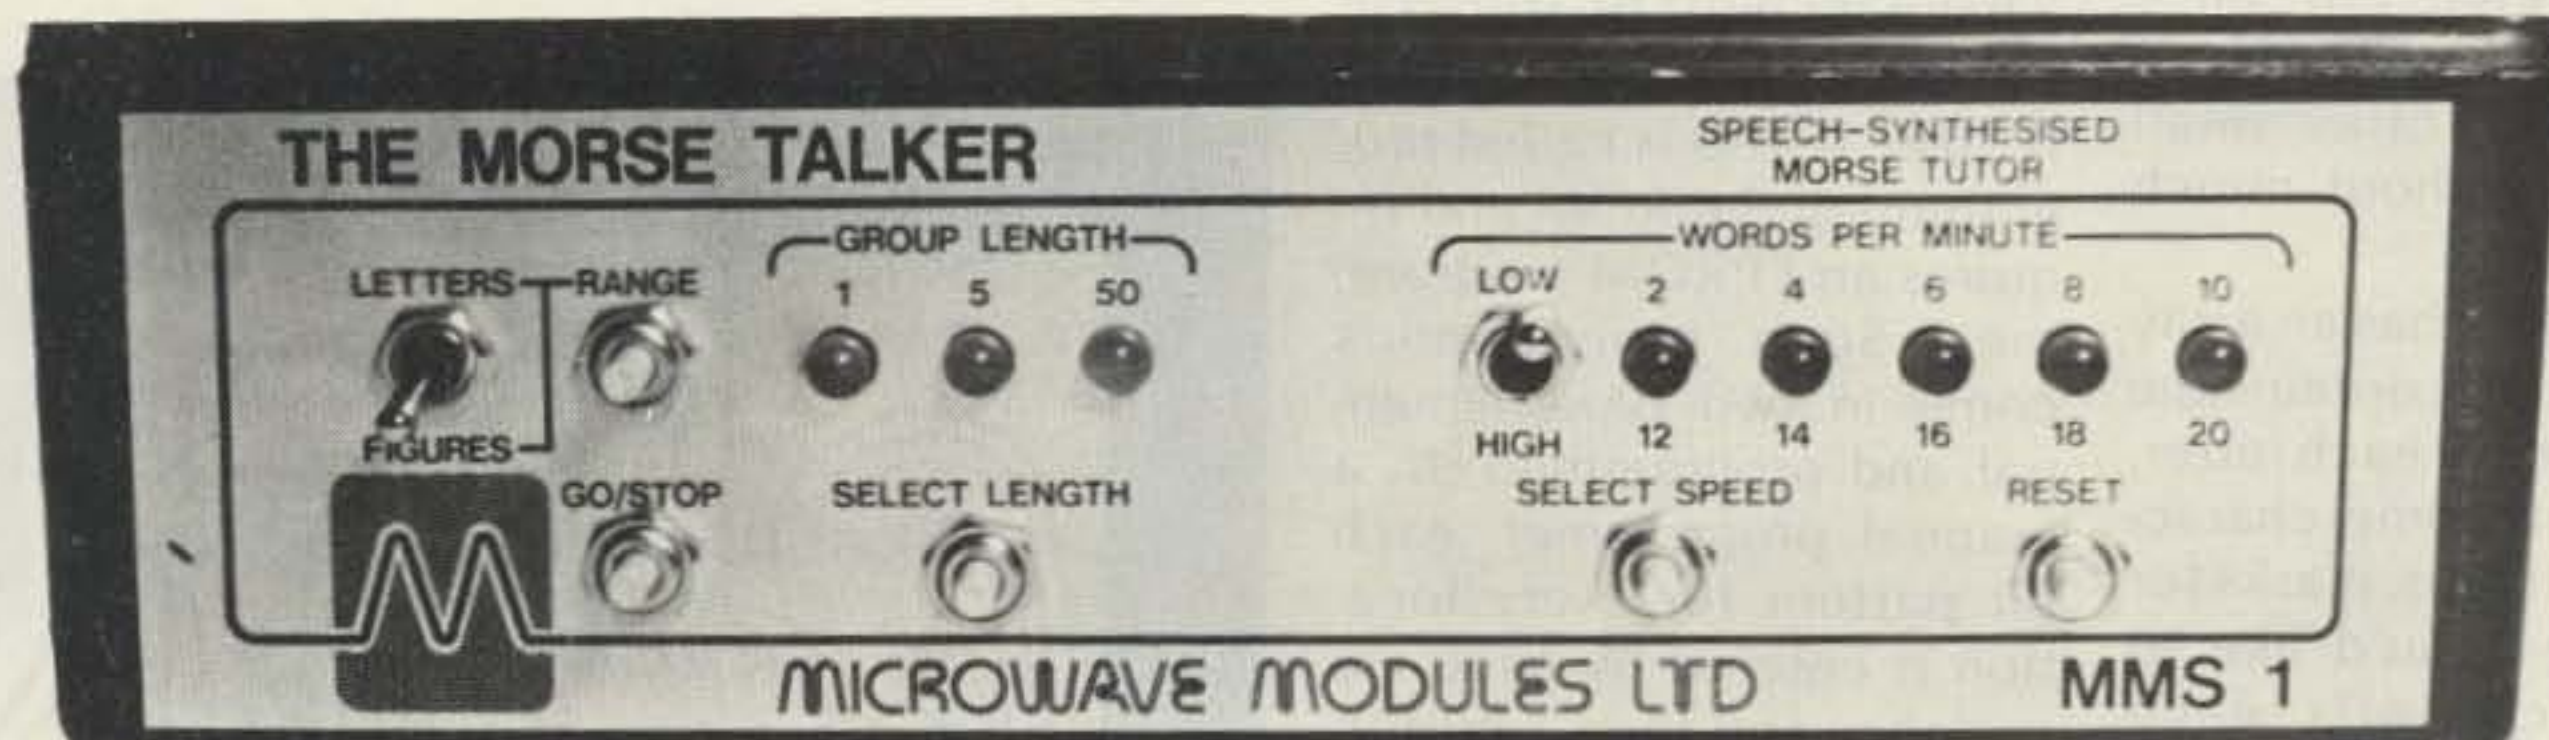 THE MORSE TALKER
SPEECH-SYNTHESISED
MORSE TUTOR
GROUP LENGTH
WORDS PER MINUTE
LETTERS RANGE 1 5 50 LOW 2 4 6 8 10
FIGURES HIGH 12 14 16 18 20
GO/STOP SELECT LENGTH SELECT SPEED RESET
MICROWAVE MODULES LTD MMS 1